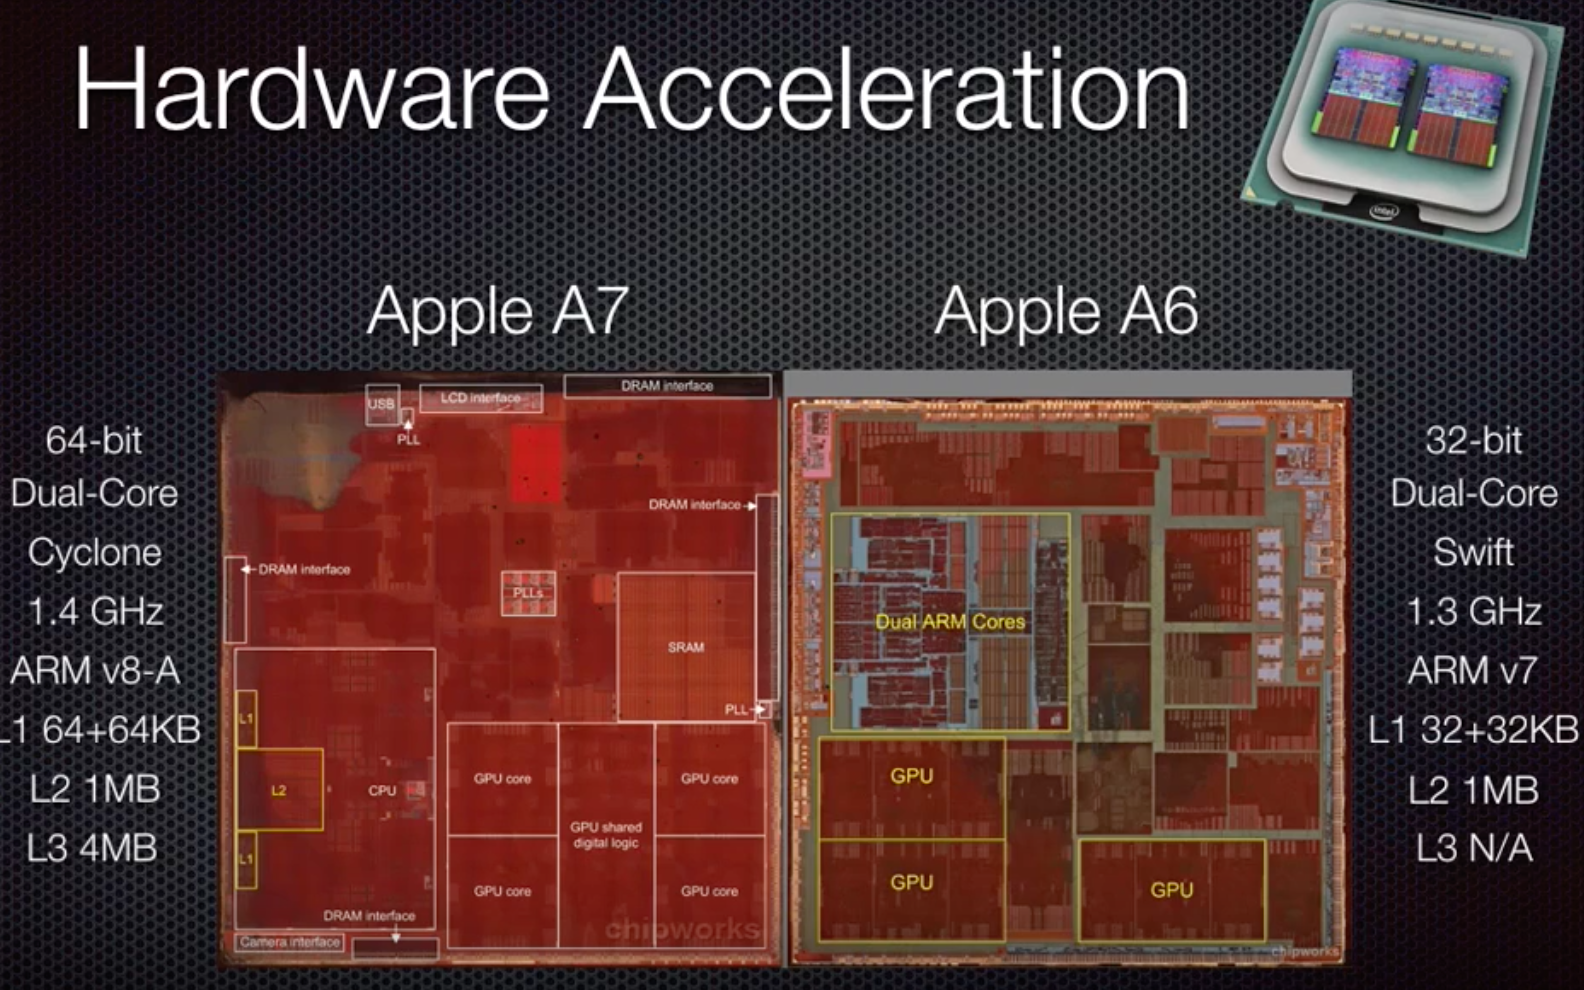 Hardware Acceleration
intel
Apple A7
Apple A6
64-bit
Dual-Core
Cyclone
1.4 GHz
ARM v8-A
L1 64+64KB
L2 1MB
L3 4MB
USB
PLL
LCD interface
DRAM interface
DRAM interface
DRAM interface
PLLs
SRAM
PLL
L1
L2
CPU
L1
GPU core
GPU core
GPU shared
digital logic
GPU core
GPU core
DRAM interface
Camera interface
chipworks
Dual ARM Cores
GPU
GPU
GPU
chipworks
32-bit
Dual-Core
Swift
1.3 GHz
ARM v7
L1 32+32KB
L2 1MB
L3 N/A